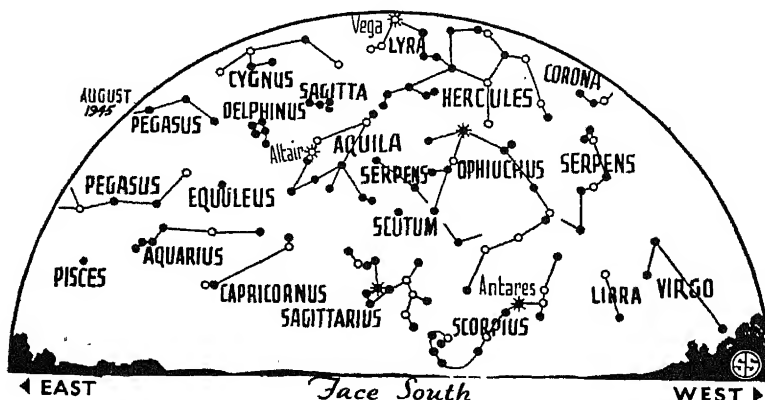 Vega
LYRA
CYGNUS
CORONA
SAGITTA
AUGUST
1945
HERCULES
DELPHINUS
PEGASUS
Altair
AQUILA
SERPENS
OPHIUCHUS
SERPENS
PEGASUS
EQUULEUS
SCUTUM
AQUARIUS
PISCES
CAPRICORNUS
Antares
LIBRA
VIRGO
SAGITTARIUS
SCORPIUS
SS
◄ EAST
Face South
WEST ►